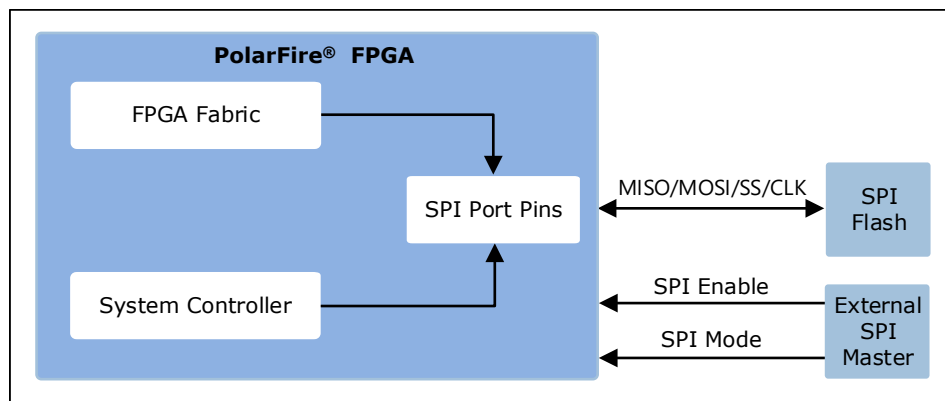 PolarFire® FPGA
FPGA Fabric
SPI Port Pins
System Controller
MISO/MOSI/SS/CLK
SPI
Flash
SPI Enable
SPI Mode
External
SPI
Master